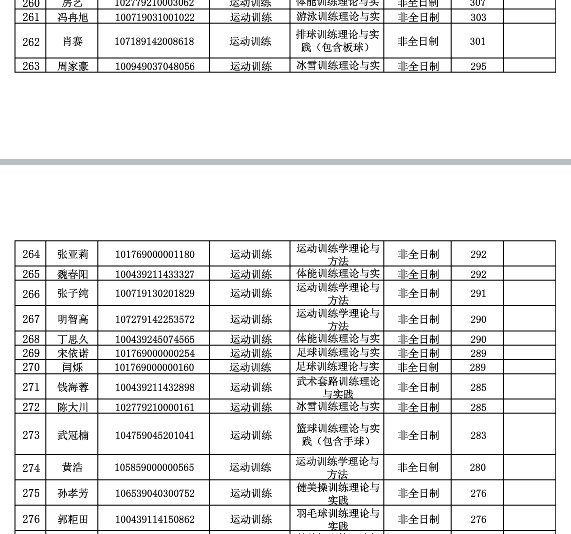 260 房艺 102779210003062 运动训练 体能训练理论与实 非全日制 307
261 冯冉旭 100719031001022 运动训练 游泳训练理论与实 非全日制 303
262 肖赛 107189142008618 运动训练 排球训练理论与实
践（包含板球） 非全日制 301
263 周家豪 100949037048056 运动训练 冰雪训练理论与实 非全日制 295
264 张亚莉 101769000001180 运动训练 运动训练学理论与
方法 非全日制 292
265 魏春阳 100439211433327 运动训练 体能训练理论与实 非全日制 292
266 张子纯 100719130201829 运动训练 运动训练学理论与
方法 非全日制 291
267 明智高 107279142253572 运动训练 运动训练学理论与
方法 非全日制 290
268 丁思久 100439245074565 运动训练 体能训练理论与实 非全日制 290
269 宋依诺 101769000000254 运动训练 足球训练理论与实 非全日制 289
270 闫烁 101769000000160 运动训练 足球训练理论与实 非全日制 289
271 钱海蓉 100439211432898 运动训练 武术套路训练理论
与实践 非全日制 285
272 陈大川 102779210000161 运动训练 冰雪训练理论与实 非全日制 285
273 武冠楠 104759045201041 运动训练 篮球训练理论与实
践（包含手球） 非全日制 283
274 黄浩 105859000000565 运动训练 运动训练学理论与
方法 非全日制 280
275 孙孝芳 106539040300752 运动训练 健美操训练理论与
实践 非全日制 276
276 郭粔田 100439114150862 运动训练 羽毛球训练理论与
实践 非全日制 276